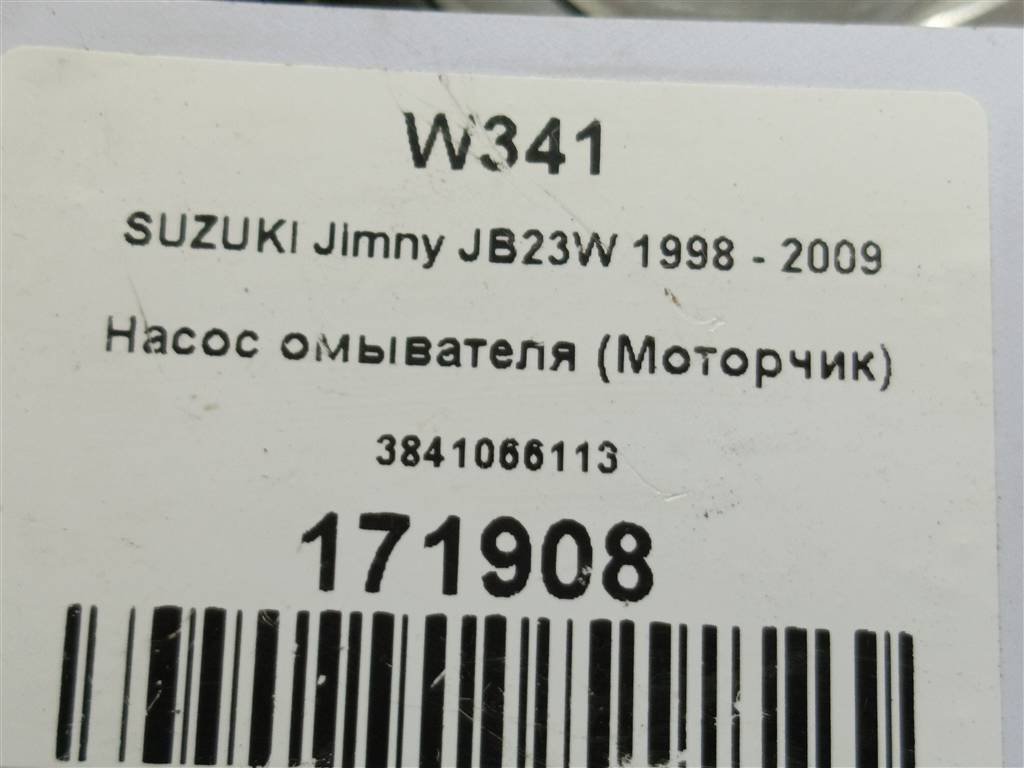 W341
SUZUKI Jimny JB23W 1998 - 2009
Насос омывателя (Моторчик)
3841066113
171908